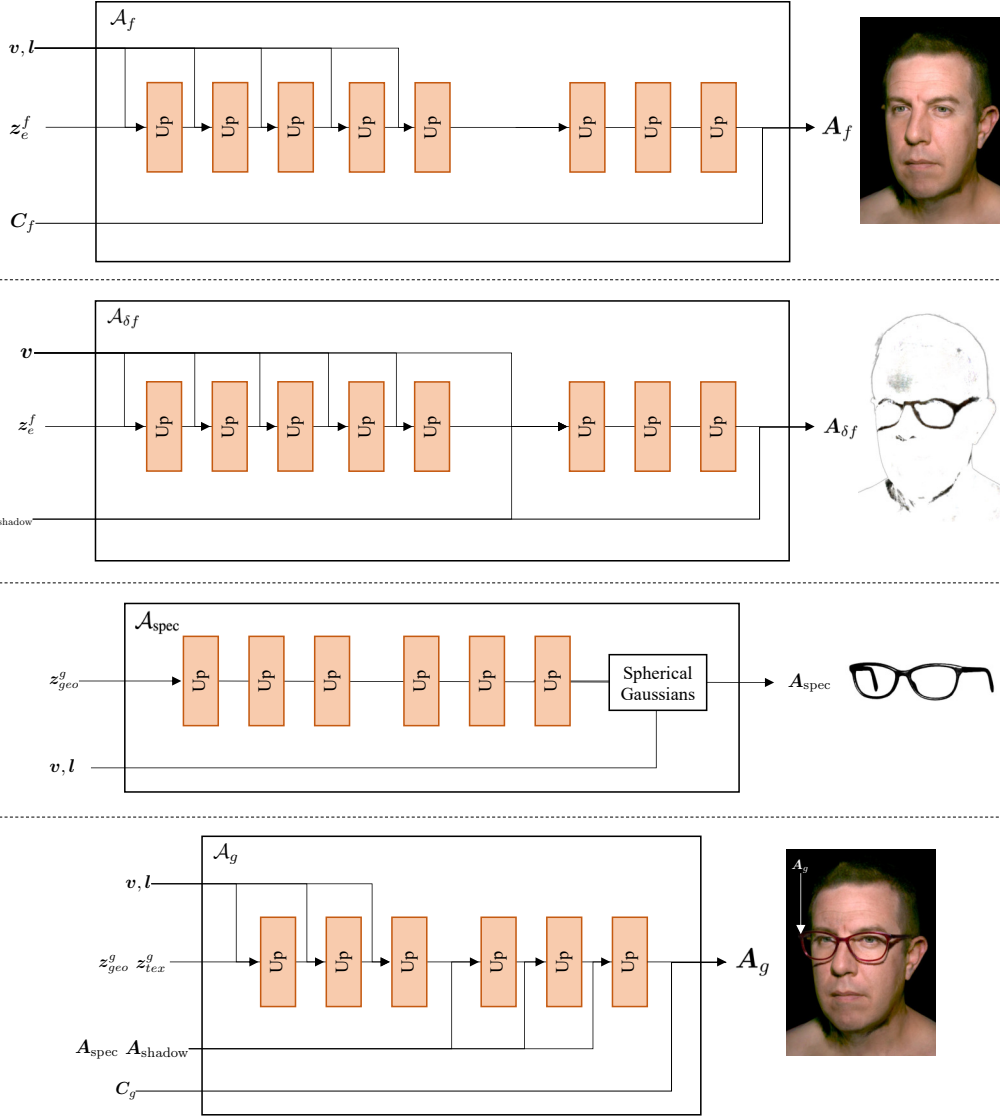 𝒜_f
v, l
Up Up Up Up Up Up Up Up
z_e^f
A_f
C_f
𝒜_δf
v
Up Up Up Up Up Up Up Up
z_e^f
A_δf
shadow
𝒜_spec
Up Up Up Up Up Up
z_geo^g
Spherical
Gaussians
A_spec
v, l
𝒜_g
v, l
A_g
Up Up Up Up Up Up
z_geo^g z_tex^g
A_g
A_spec A_shadow
C_g